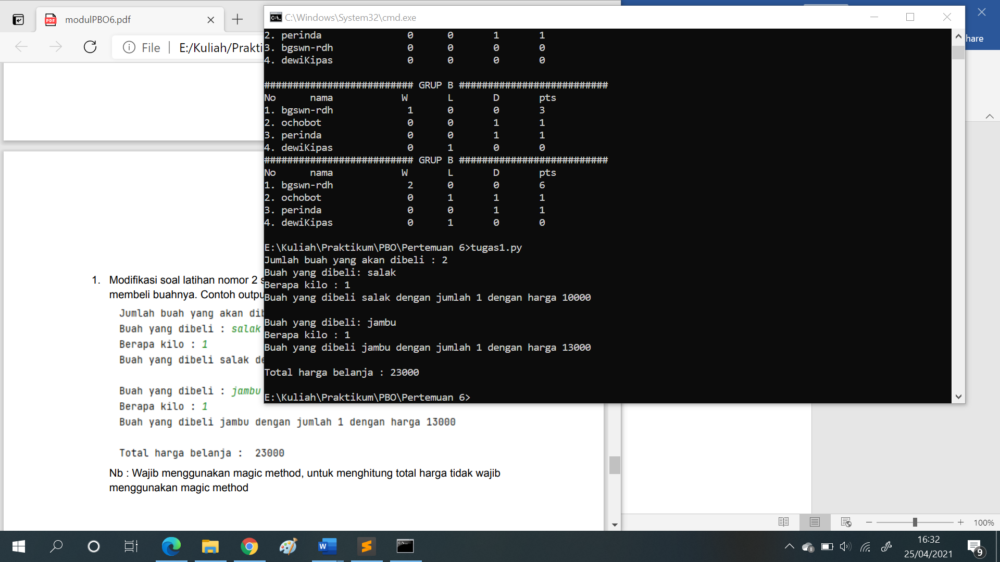 modulPBO6.pdf
File
E:/Kuliah/Prakti
C:\Windows\System32\cmd.exe
hare
2. perinda 0 0 1 1
3. bgswn-rdh 0 0 0 0
4. dewiKipas 0 0 0 0
########################## GRUP B ##########################
No nama W L D pts
1. bgswn-rdh 1 0 0 3
2. ochobot 0 0 1 1
3. perinda 0 0 1 1
4. dewiKipas 0 1 0 0
########################## GRUP B ##########################
No nama W L D pts
1. bgswn-rdh 2 0 0 6
2. ochobot 0 1 1 1
3. perinda 0 0 1 1
4. dewiKipas 0 1 0 0
E:\Kuliah\Praktikum\PBO\Pertemuan 6>tugas1.py
Jumlah buah yang akan dibeli : 2
Buah yang dibeli: salak
Berapa kilo : 1
Buah yang dibeli salak dengan jumlah 1 dengan harga 10000
Buah yang dibeli: jambu
Berapa kilo : 1
Buah yang dibeli jambu dengan jumlah 1 dengan harga 13000
Total harga belanja : 23000
E:\Kuliah\Praktikum\PBO\Pertemuan 6>
1. Modifikasi soal latihan nomor 2 s
membeli buahnya. Contoh outpu
Jumlah buah yang akan dib
Buah yang dibeli : salak
Berapa kilo : 1
Buah yang dibeli salak de
Buah yang dibeli : jambu
Berapa kilo : 1
Buah yang dibeli jambu dengan jumlah 1 dengan harga 13000
Total harga belanja : 23000
Nb : Wajib menggunakan magic method, untuk menghitung total harga tidak wajib
menggunakan magic method
100%
16:32
25/04/2021
9